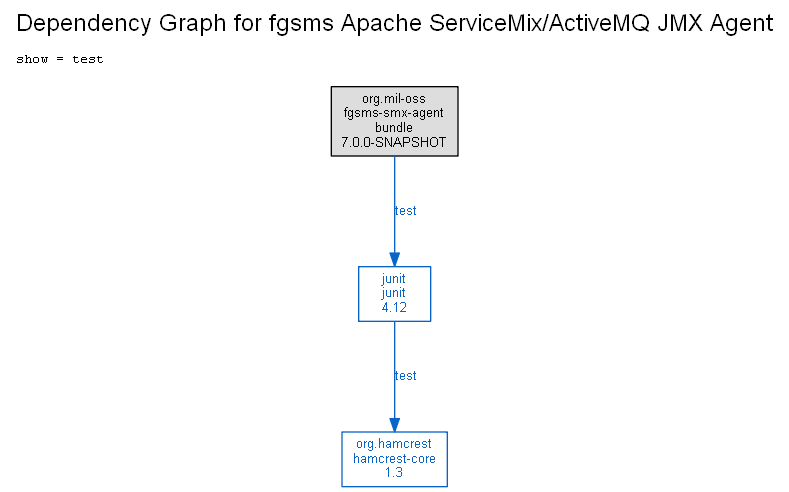 Dependency Graph for fgsms Apache ServiceMix/ActiveMQ JMX Agent
show = test
org.mil-oss
fgsms-smx-agent
bundle
7.0.0-SNAPSHOT
test
junit
junit
4.12
test
org.hamcrest
hamcrest-core
1.3